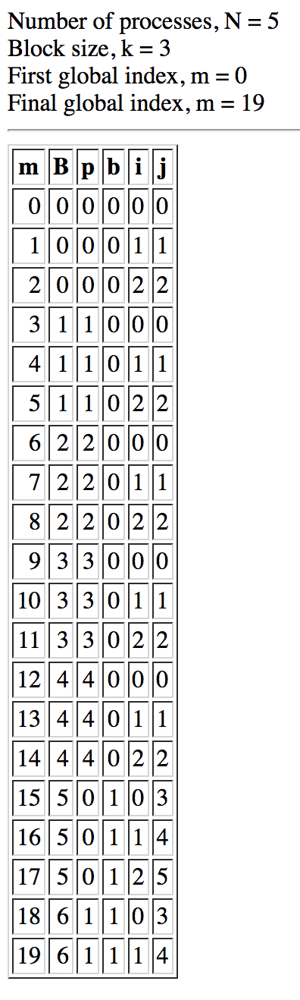 Number of processes, N = 5
Block size, k = 3
First global index, m = 0
Final global index, m = 19
m B p b i j
0 0 0 0 0 0
1 0 0 0 1 1
2 0 0 0 2 2
3 1 1 0 0 0
4 1 1 0 1 1
5 1 1 0 2 2
6 2 2 0 0 0
7 2 2 0 1 1
8 2 2 0 2 2
9 3 3 0 0 0
10 3 3 0 1 1
11 3 3 0 2 2
12 4 4 0 0 0
13 4 4 0 1 1
14 4 4 0 2 2
15 5 0 1 0 3
16 5 0 1 1 4
17 5 0 1 2 5
18 6 1 1 0 3
19 6 1 1 1 4